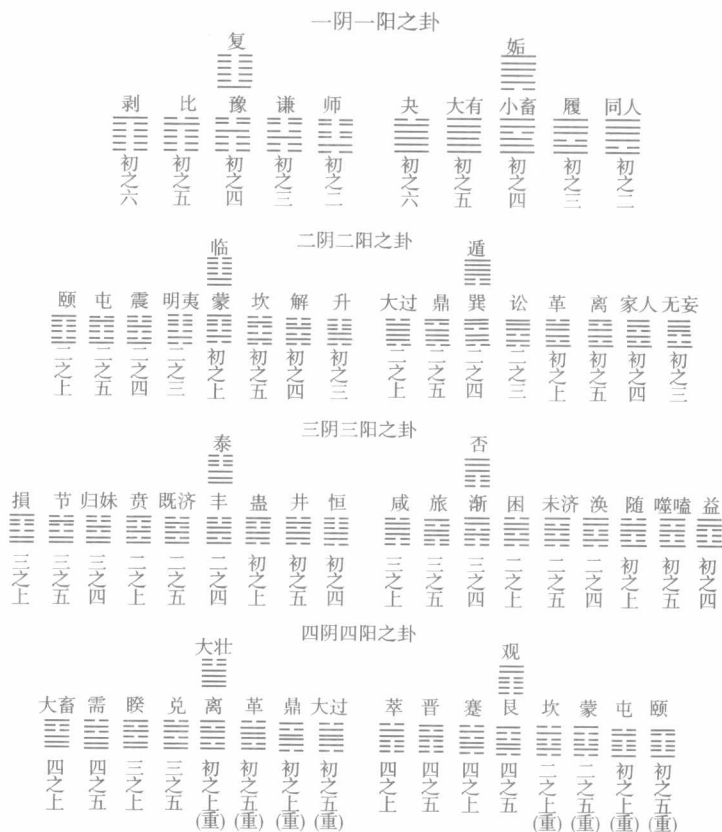 一阴一阳之卦
复 姤
剥 比 豫 谦 师 夬 大有 小畜 履 同人
初之六 初之五 初之四 初之三 初之二 初之六 初之五 初之四 初之三 初之二
二阴二阳之卦
临 遁
颐 屯 震 明夷 蒙 坎 解 升 大过 鼎 巽 讼 革 离 家人 无妄
二之上 二之五 二之四 二之三 初之上 初之五 初之四 初之三 二之上 二之五 二之四 二之三 初之上 初之五 初之四 初之三
三阴三阳之卦
泰 否
損 节 归妹 贲 既济 丰 蛊 井 恒 咸 旅 渐 困 未济 涣 随 噬嗑 益
三之上 三之五 三之四 二之上 二之五 二之四 初之上 初之五 初之四 三之上 三之五 三之四 二之上 二之五 二之四 初之上 初之五 初之四
四阴四阳之卦
大壮 观
大畜 需 睽 兑 离 革 鼎 大过 萃 晋 蹇 艮 坎 蒙 屯 颐
四之上 四之五 三之上 三之五 初之上(重) 初之五(重) 初之上(重) 初之五(重) 四之上 四之五 四之上 四之五 二之上(重) 二之五(重) 初之上(重) 初之五(重)